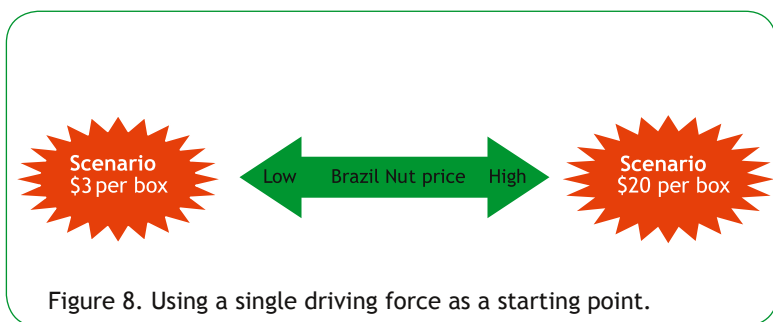 Scenario
$3 per box
Low Brazil Nut price High
Scenario
$20 per box
Figure 8. Using a single driving force as a starting point.